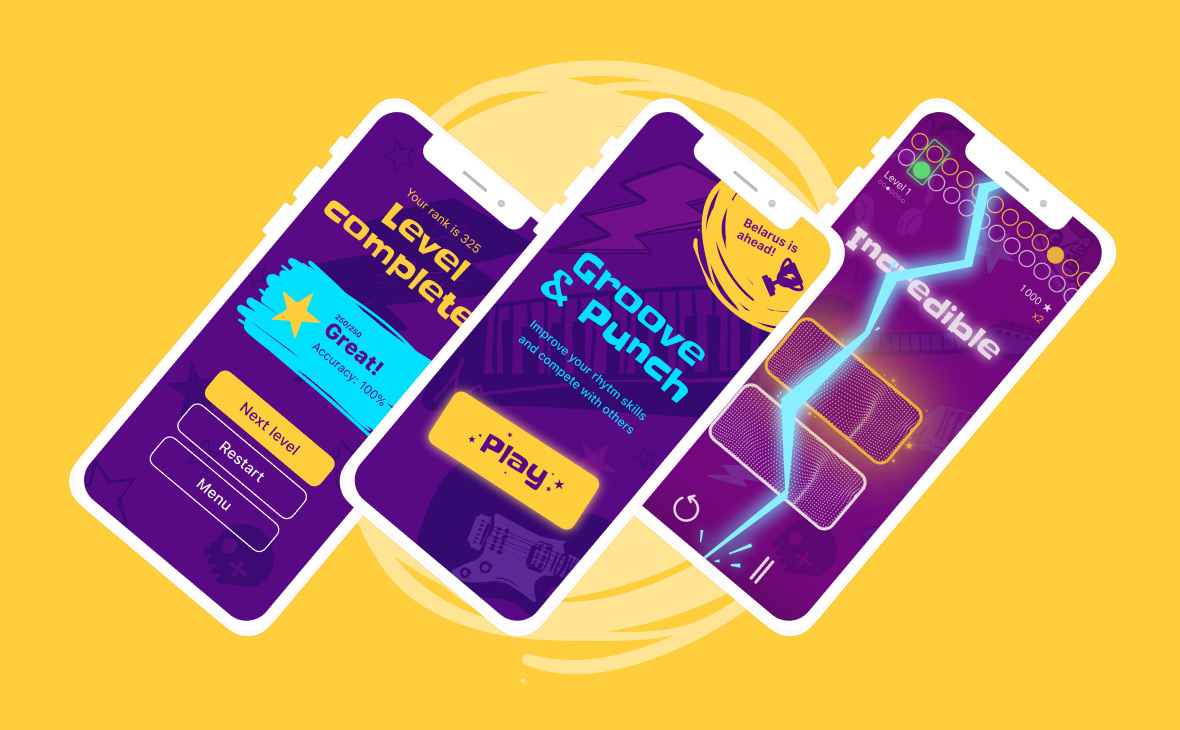 Your rank is 325
Level
complete
250/250
Great!
Accuracy: 100%
Next level
Restart
Menu
Belarus is
ahead!
Groove
& Punch
Improve your rhytm skills
and compete with others
Play
Level 1
1000
x2
Incredible